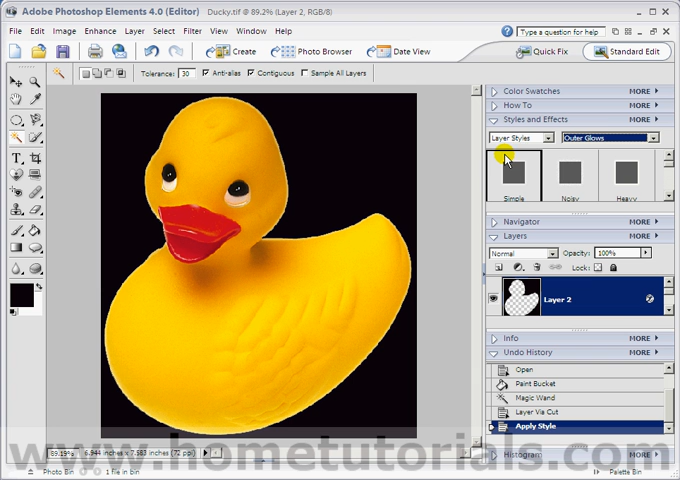 Adobe Photoshop Elements 4.0 (Editor)
Ducky.tif @ 89.2% (Layer 2, RGB/8)
File Edit Image Enhance Layer Select Filter View Window Help
Type a question for help
Create Photo Browser Date View Quick Fix Standard Edit
Tolerance: 30 Anti-alias Contiguous Sample All Layers
Color Swatches MORE
How To MORE
Styles and Effects MORE
Layer Styles Outer Glows
Simple Noisy Heavy
Navigator MORE
Layers MORE
Normal Opacity: 100%
Lock:
Layer 2
Info MORE
Undo History MORE
Open
Paint Bucket
Magic Wand
Layer Via Cut
Apply Style
Histogram MORE
www.hometutorials.com
89.19% 6.944 inches x 7.583 inches (72 ppi)
Photo Bin 1 file in bin Palette Bin